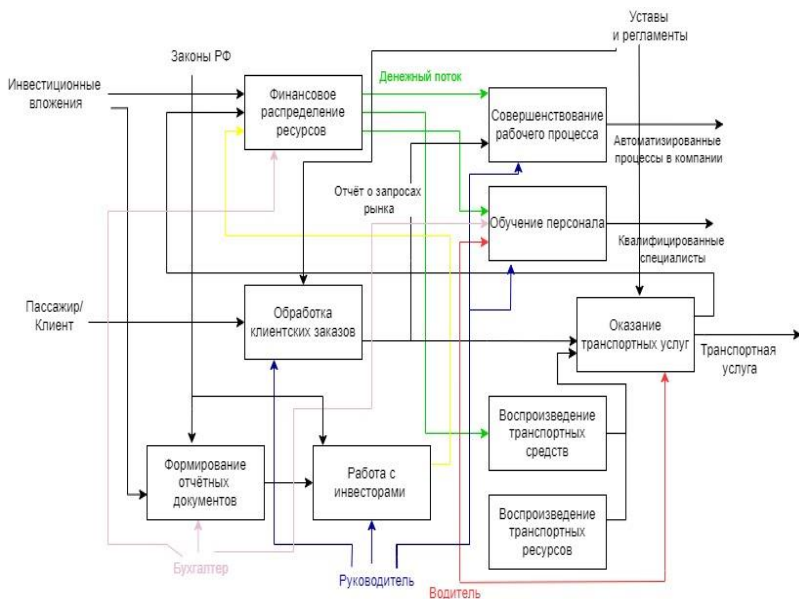 Уставы
и регламенты
Законы РФ
Инвестиционные
вложения
Денежный поток
Финансовое
распределение
ресурсов
Совершенствование
рабочего процесса
Автоматизированные
процессы в компании
Отчёт о запросах
рынка
Обучение персонала
Квалифицированные
специалисты
Пассажир/
Клиент
Обработка
клиентских заказов
Оказание
транспортных услуг
Транспортная
услуга
Воспроизведение
транспортных
средств
Формирование
отчётных
документов
Работа с
инвесторами
Воспроизведение
транспортных
ресурсов
Бухгалтер
Руководитель
Водитель